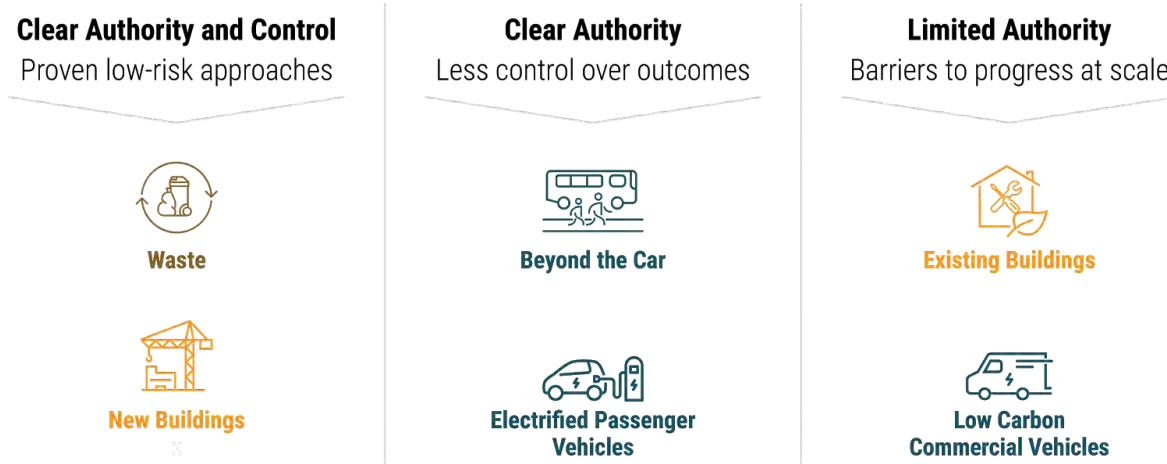 Clear Authority and Control
Proven low-risk approaches
Waste
New Buildings
Clear Authority
Less control over outcomes
Beyond the Car
Electrified Passenger
Vehicles
Limited Authority
Barriers to progress at scale
Existing Buildings
Low Carbon
Commercial Vehicles